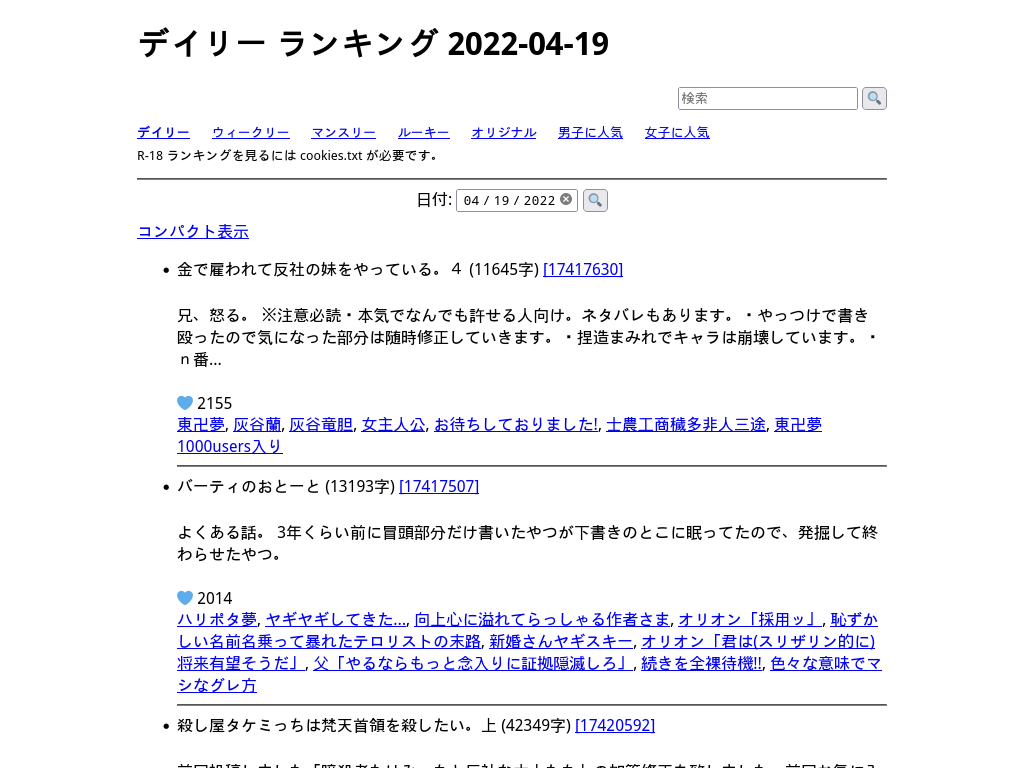 デイリー ランキング 2022-04-19
検索
デイリー ウィークリー マンスリー ルーキー オリジナル 男子に人気 女子に人気
R-18 ランキングを見るには cookies.txt が必要です。
日付: 04 / 19 / 2022
コンパクト表示
• 金で雇われて反社の妹をやっている。４ (11645字) [17417630]
兄、怒る。 ※注意必読・本気でなんでも許せる人向け。ネタバレもあります。・やっつけで書き
殴ったので気になった部分は随時修正していきます。・捏造まみれでキャラは崩壊しています。・
ｎ番...
2155
東卍夢, 灰谷蘭, 灰谷竜胆, 女主人公, お待ちしておりました!, 士農工商穢多非人三途, 東卍夢
1000users入り
• バーティのおとーと (13193字) [17417507]
よくある話。 3年くらい前に冒頭部分だけ書いたやつが下書きのとこに眠ってたので、発掘して終
わらせたやつ。
2014
ハリポタ夢, ヤギヤギしてきた..., 向上心に溢れてらっしゃる作者さま, オリオン「採用ッ」, 恥ずか
しい名前名乗って暴れたテロリストの末路, 新婚さんヤギスキー, オリオン「君は(スリザリン的に)
将来有望そうだ」, 父「やるならもっと念入りに証拠隠滅しろ」, 続きを全裸待機!!, 色々な意味でマ
シなグレ方
• 殺し屋タケミっちは梵天首領を殺したい。上 (42349字) [17420592]